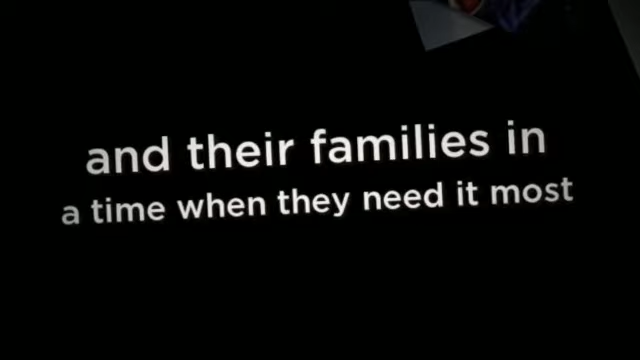 and their families in
a time when they need it most